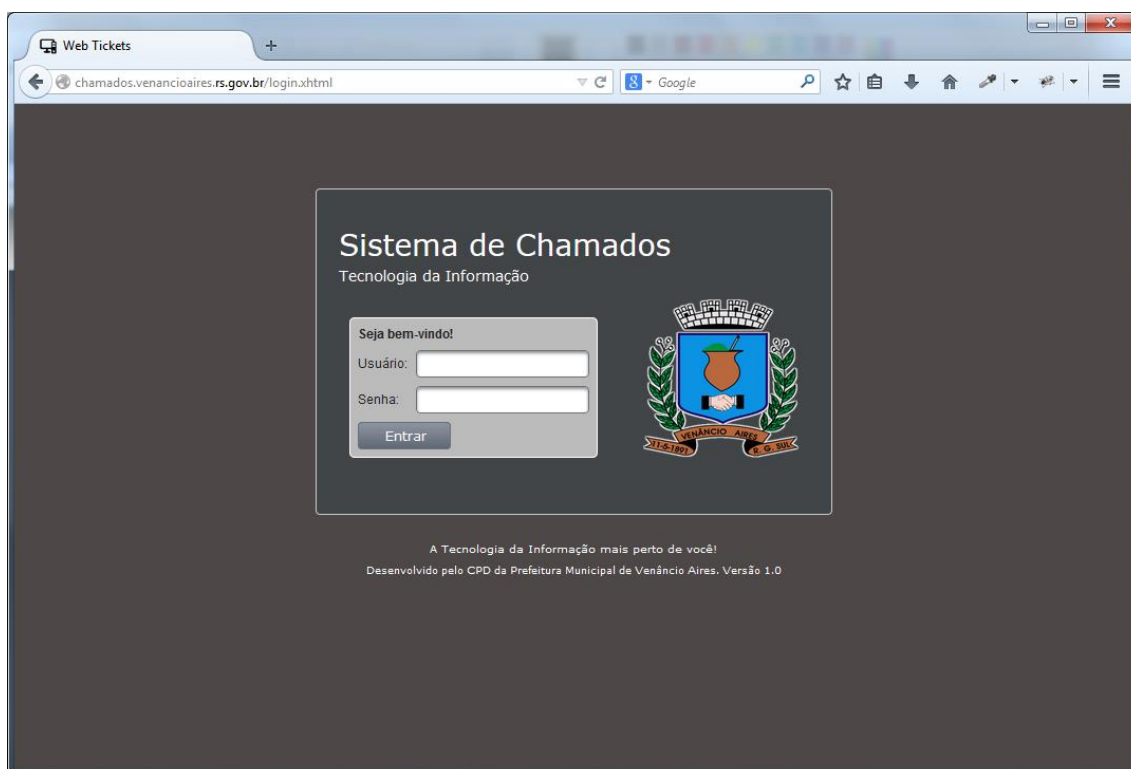 Web Tickets
chamados.venancioaires.rs.gov.br/login.xhtml
Google
Sistema de Chamados
Tecnologia da Informação
Seja bem-vindo!
Usuário:
Senha:
Entrar
VENÂNCIO AIRES
R. G. SUL
A Tecnologia da Informação mais perto de você!
Desenvolvido pelo CPD da Prefeitura Municipal de Venâncio Aires. Versão 1.0